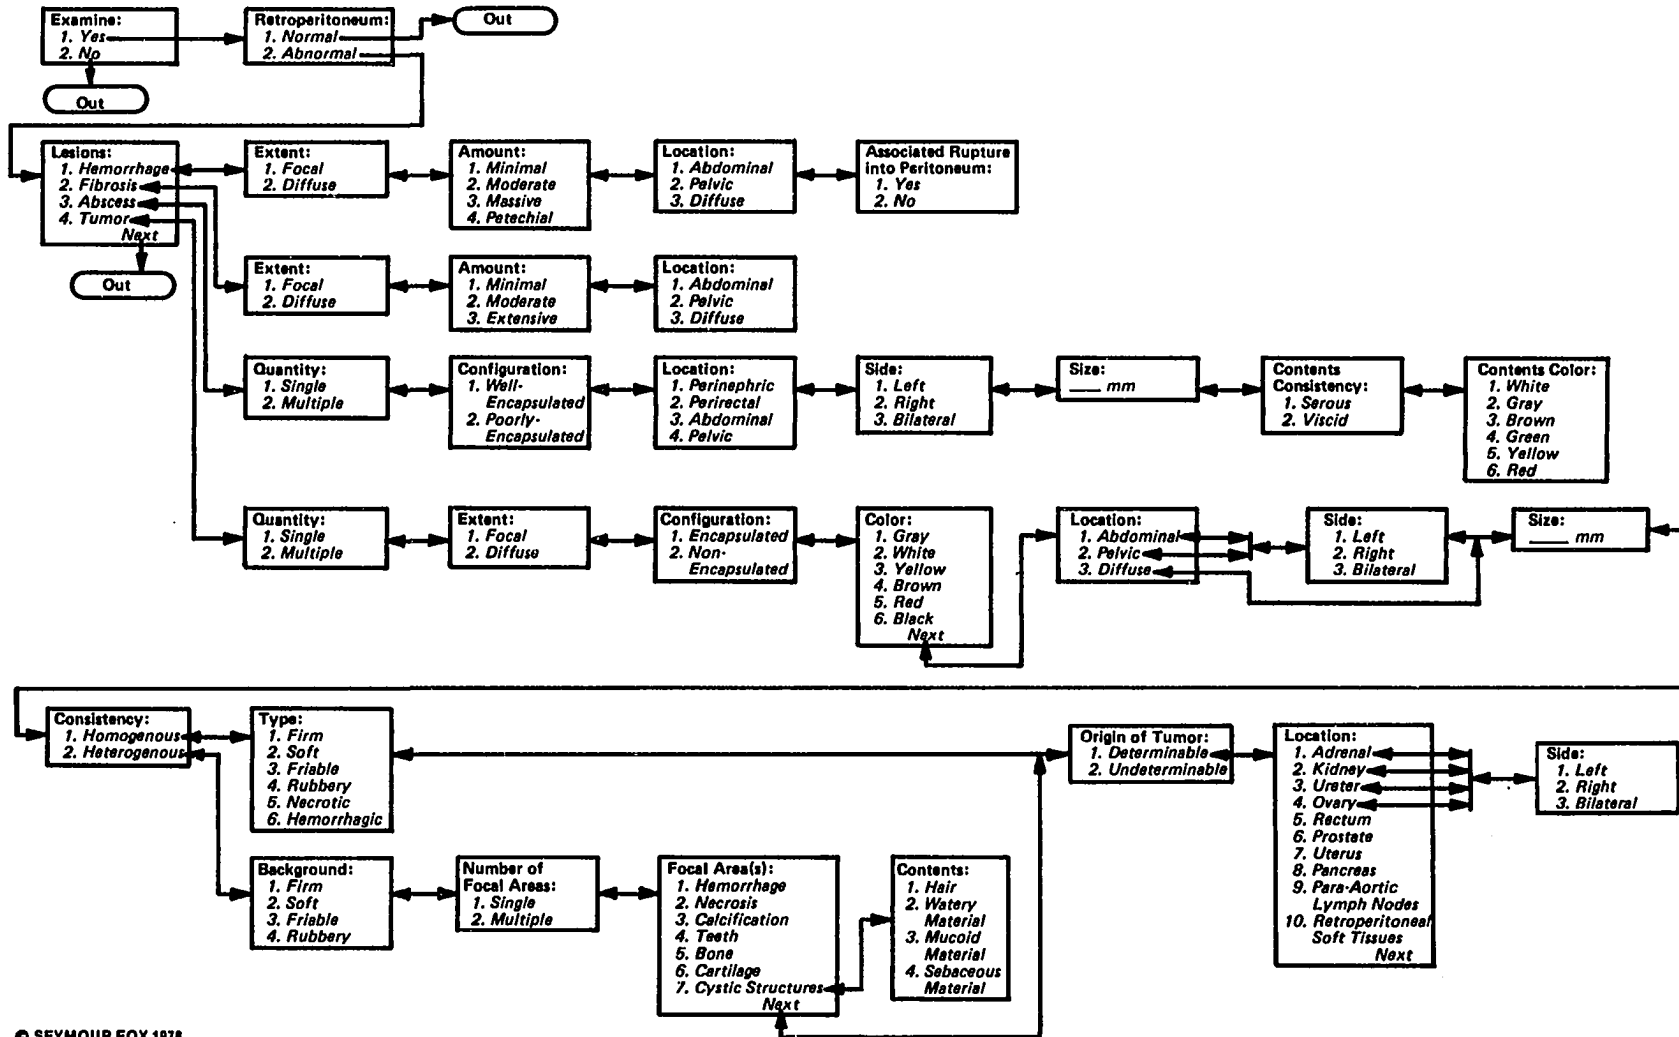 Examine:
1. Yes
2. No
Retroperitoneum:
1. Normal
2. Abnormal
Out
Out
Lesions:
1. Hemorrhage
2. Fibrosis
3. Abscess
4. Tumor
Next
Out
Extent:
1. Focal
2. Diffuse
Amount:
1. Minimal
2. Moderate
3. Massive
4. Petechial
Location:
1. Abdominal
2. Pelvic
3. Diffuse
Associated Rupture
into Peritoneum:
1. Yes
2. No
Extent:
1. Focal
2. Diffuse
Amount:
1. Minimal
2. Moderate
3. Extensive
Location:
1. Abdominal
2. Pelvic
3. Diffuse
Quantity:
1. Single
2. Multiple
Configuration:
1. Well-
Encapsulated
2. Poorly-
Encapsulated
Location:
1. Perinephric
2. Perirectal
3. Abdominal
4. Pelvic
Side:
1. Left
2. Right
3. Bilateral
Size:
___ mm
Contents
Consistency:
1. Serous
2. Viscid
Contents Color:
1. White
2. Gray
3. Brown
4. Green
5. Yellow
6. Red
Quantity:
1. Single
2. Multiple
Extent:
1. Focal
2. Diffuse
Configuration:
1. Encapsulated
2. Non-
Encapsulated
Color:
1. Gray
2. White
3. Yellow
4. Brown
5. Red
6. Black
Next
Location:
1. Abdominal
2. Pelvic
3. Diffuse
Side:
1. Left
2. Right
3. Bilateral
Size:
____ mm
Consistency:
1. Homogenous
2. Heterogenous
Type:
1. Firm
2. Soft
3. Friable
4. Rubbery
5. Necrotic
6. Hemorrhagic
Background:
1. Firm
2. Soft
3. Friable
4. Rubbery
Number of
Focal Areas:
1. Single
2. Multiple
Focal Area(s):
1. Hemorrhage
2. Necrosis
3. Calcification
4. Teeth
5. Bone
6. Cartilage
7. Cystic Structures
Next
Contents:
1. Hair
2. Watery
Material
3. Mucoid
Material
4. Sebaceous
Material
Origin of Tumor:
1. Determinable
2. Undeterminable
Location:
1. Adrenal
2. Kidney
3. Ureter
4. Ovary
5. Rectum
6. Prostate
7. Uterus
8. Pancreas
9. Para-Aortic
Lymph Nodes
10. Retroperitoneal
Soft Tissues
Next
Side:
1. Left
2. Right
3. Bilateral
© SEYMOUR FOX 1978